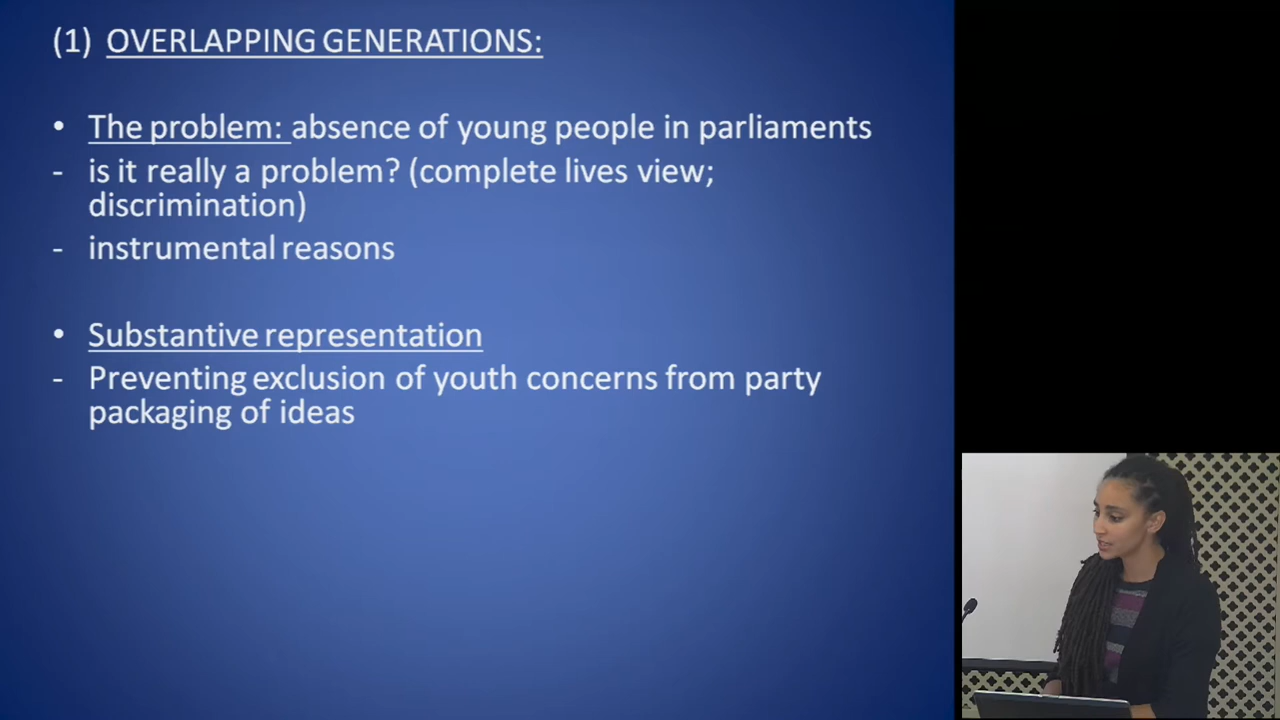 (1) OVERLAPPING GENERATIONS:
• The problem: absence of young people in parliaments
- is it really a problem? (complete lives view;
discrimination)
- instrumental reasons
• Substantive representation
- Preventing exclusion of youth concerns from party
packaging of ideas